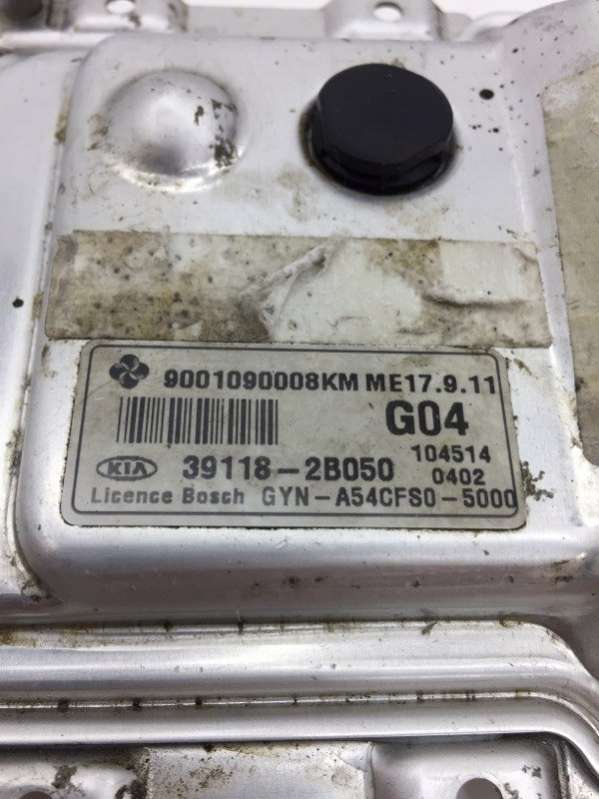 9001090008KM ME17.9.11
G04
104514
KIA 39118-2B050 0402
Licence Bosch GYN-A54CFS0-5000